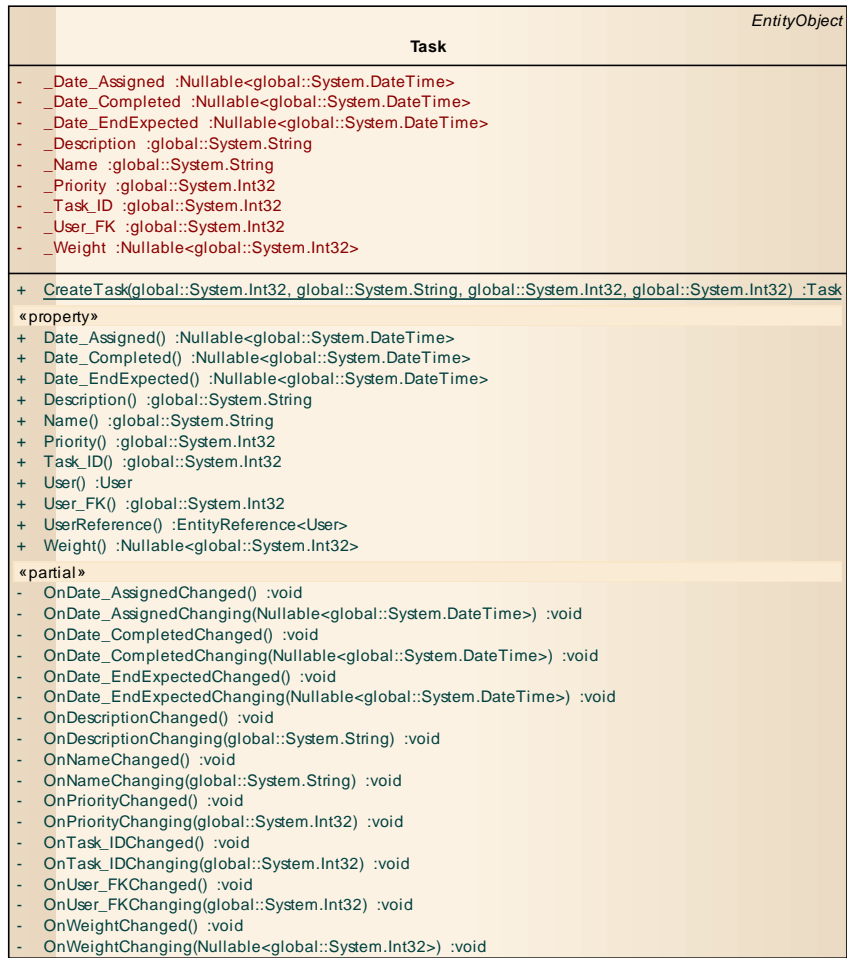 EntityObject
Task
- _Date_Assigned :Nullable<global::System.DateTime>
- _Date_Completed :Nullable<global::System.DateTime>
- _Date_EndExpected :Nullable<global::System.DateTime>
- _Description :global::System.String
- _Name :global::System.String
- _Priority :global::System.Int32
- _Task_ID :global::System.Int32
- _User_FK :global::System.Int32
- _Weight :Nullable<global::System.Int32>
+ CreateTask(global::System.Int32, global::System.String, global::System.Int32, global::System.Int32) :Task
«property»
+ Date_Assigned() :Nullable<global::System.DateTime>
+ Date_Completed() :Nullable<global::System.DateTime>
+ Date_EndExpected() :Nullable<global::System.DateTime>
+ Description() :global::System.String
+ Name() :global::System.String
+ Priority() :global::System.Int32
+ Task_ID() :global::System.Int32
+ User() :User
+ User_FK() :global::System.Int32
+ UserReference() :EntityReference<User>
+ Weight() :Nullable<global::System.Int32>
«partial»
- OnDate_AssignedChanged() :void
- OnDate_AssignedChanging(Nullable<global::System.DateTime>) :void
- OnDate_CompletedChanged() :void
- OnDate_CompletedChanging(Nullable<global::System.DateTime>) :void
- OnDate_EndExpectedChanged() :void
- OnDate_EndExpectedChanging(Nullable<global::System.DateTime>) :void
- OnDescriptionChanged() :void
- OnDescriptionChanging(global::System.String) :void
- OnNameChanged() :void
- OnNameChanging(global::System.String) :void
- OnPriorityChanged() :void
- OnPriorityChanging(global::System.Int32) :void
- OnTask_IDChanged() :void
- OnTask_IDChanging(global::System.Int32) :void
- OnUser_FKChanged() :void
- OnUser_FKChanging(global::System.Int32) :void
- OnWeightChanged() :void
- OnWeightChanging(Nullable<global::System.Int32>) :void